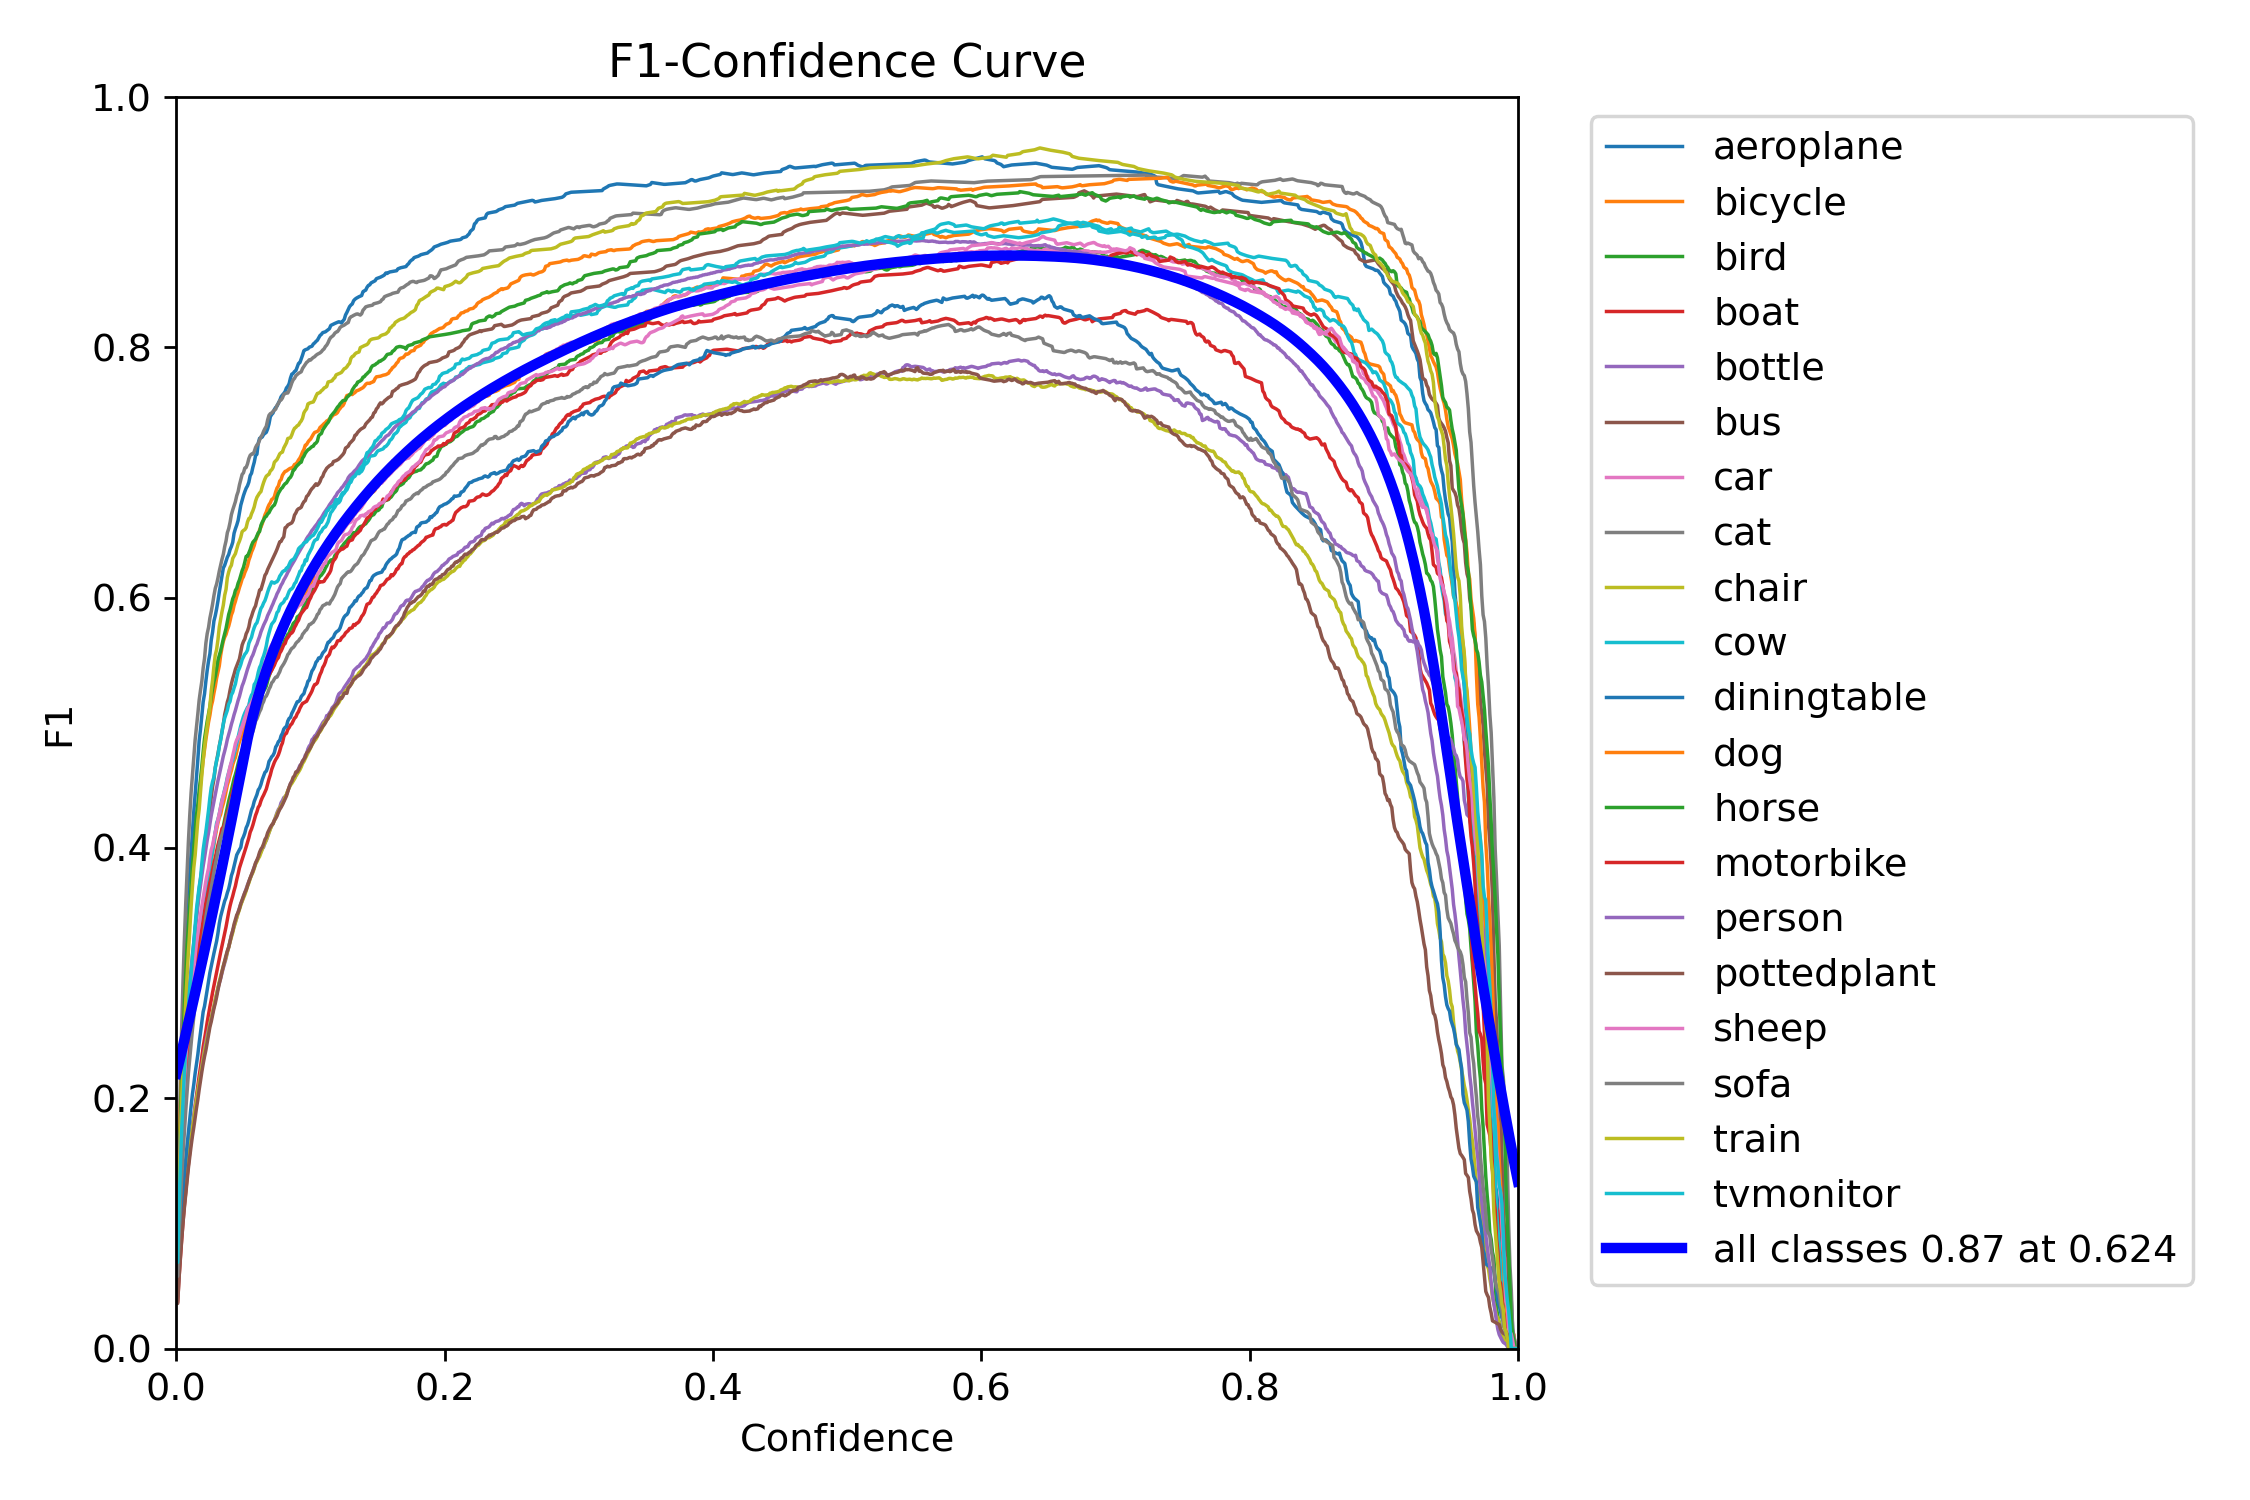 F1-Confidence Curve
1.0
0.8
0.6
0.4
0.2
0.0
F1
0.0 0.2 0.4 0.6 0.8 1.0
Confidence
aeroplane
bicycle
bird
boat
bottle
bus
car
cat
chair
cow
diningtable
dog
horse
motorbike
person
pottedplant
sheep
sofa
train
tvmonitor
all classes 0.87 at 0.624